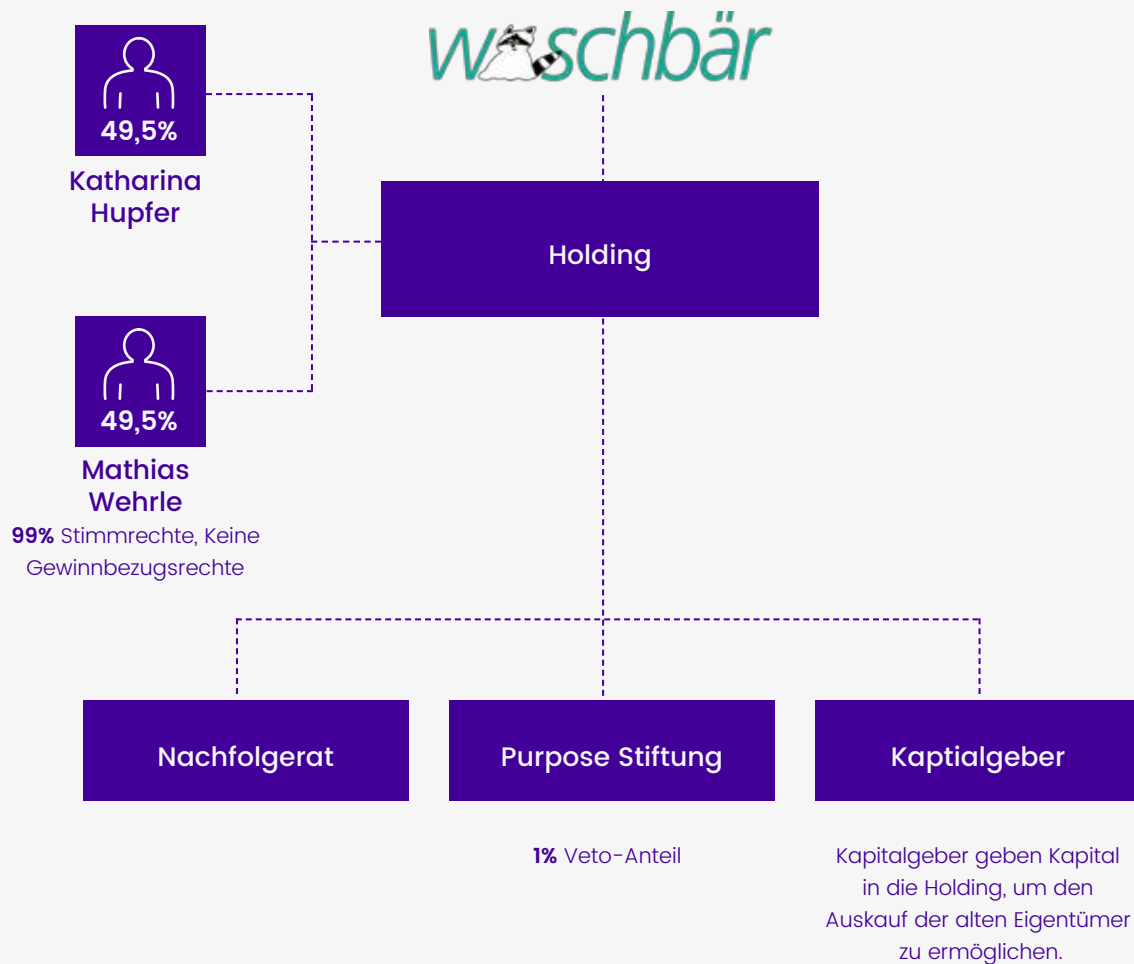 waschbär
49,5%
Katharina
Hupfer
Holding
49,5%
Mathias
Wehrle
99% Stimmrechte, Keine
Gewinnbezugsrechte
Nachfolgerat
Purpose Stiftung
Kaptialgeber
1% Veto-Anteil
Kapitalgeber geben Kapital
in die Holding, um den
Auskauf der alten Eigentümer
zu ermöglichen.